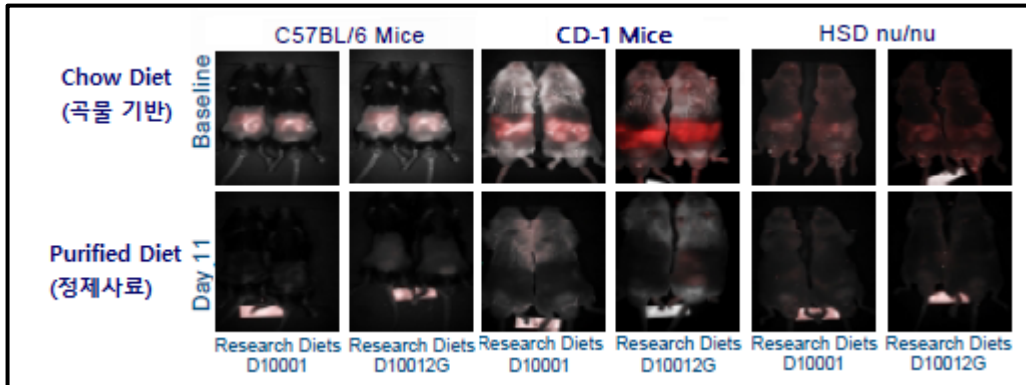 C57BL/6 Mice
CD-1 Mice
HSD nu/nu
Chow Diet
(곡물 기반)
Baseline
Purified Diet
(정제사료)
Day 11
Research Diets
D10001
Research Diets
D10012G
Research Diets
D10001
Research Diets
D10012G
Research Diets
D10001
Research Diets
D10012G